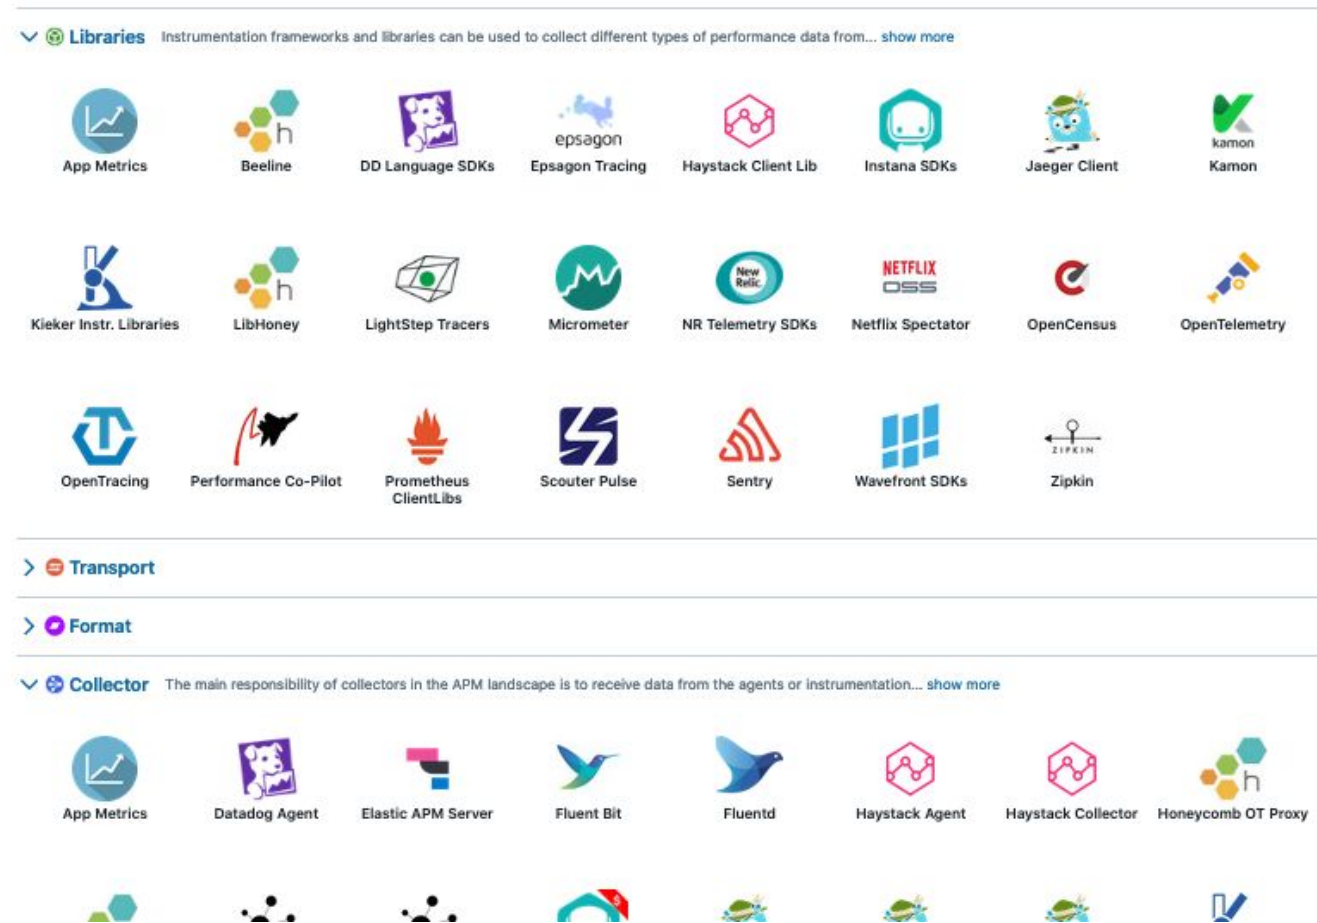 Libraries Instrumentation frameworks and libraries can be used to collect different types of performance data from... show more
h
epsagon
kamon
App Metrics Beeline DD Language SDKs Epsagon Tracing Haystack Client Lib Instana SDKs Jaeger Client Kamon
h
New Relic.
NETFLIX
OSS
Kieker Instr. Libraries LibHoney LightStep Tracers Micrometer NR Telemetry SDKs Netflix Spectator OpenCensus OpenTelemetry
ZIPKIN
OpenTracing Performance Co-Pilot Prometheus Scouter Pulse Sentry Wavefront SDKs Zipkin
ClientLibs
Transport
Format
Collector The main responsibility of collectors in the APM landscape is to receive data from the agents or instrumentation... show more
h
App Metrics Datadog Agent Elastic APM Server Fluent Bit Fluentd Haystack Agent Haystack Collector Honeycomb OT Proxy
$